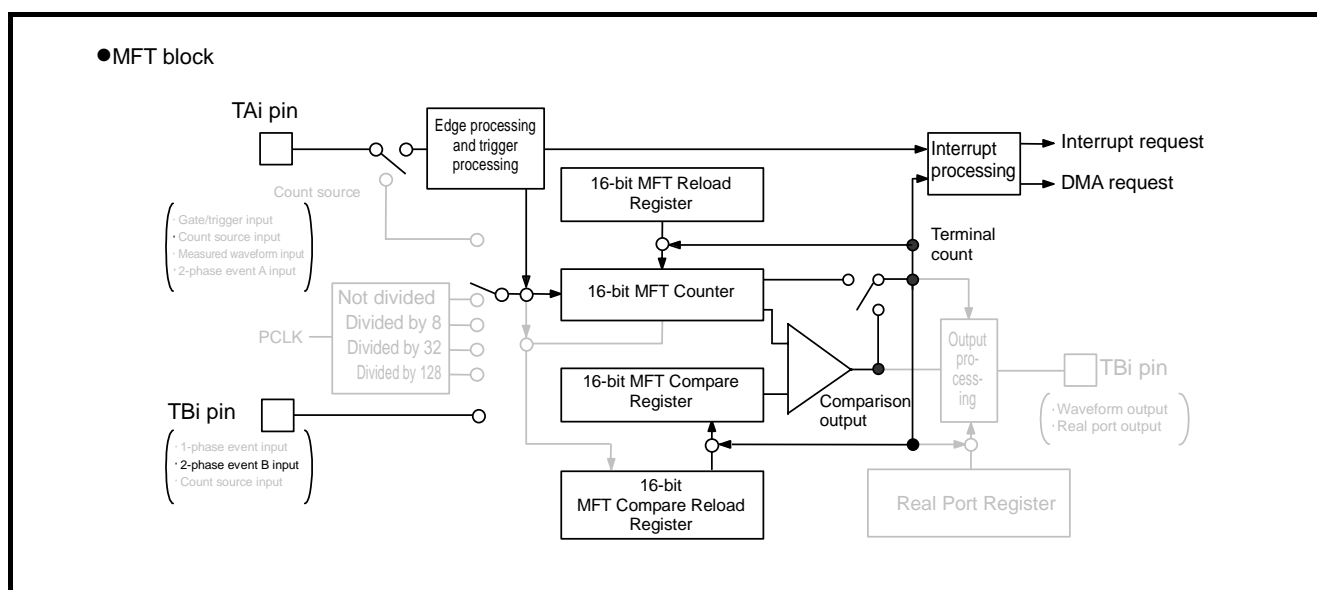 ●MFT block
TAi pin
Edge processing
and trigger
processing
Interrupt
processing
Interrupt request
DMA request
Count source
16-bit MFT Reload
Register
· Gate/trigger input
· Count source input
· Measured waveform input
· 2-phase event A input
Terminal
count
16-bit MFT Counter
PCLK
Not divided
Divided by 8
Divided by 32
Divided by 128
Output
pro-
cess-
ing
TBi pin
· Waveform output
· Real port output
16-bit MFT Compare
Register
Comparison
output
TBi pin
· 1-phase event input
· 2-phase event B input
· Count source input
16-bit
MFT Compare Reload
Register
Real Port Register